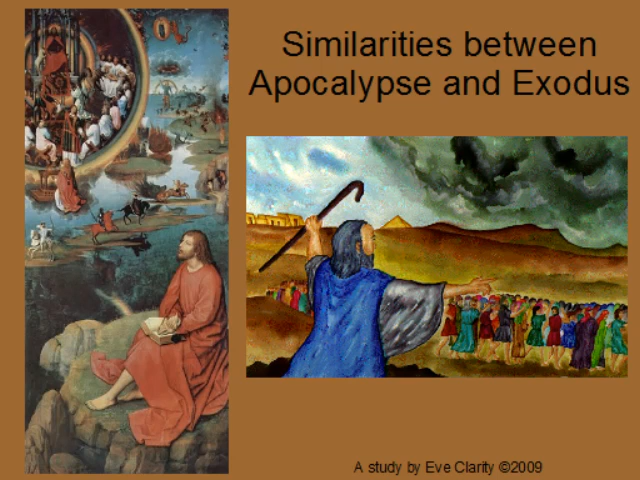 Similarities between
Apocalypse and Exodus
A study by Eve Clarity ©2009